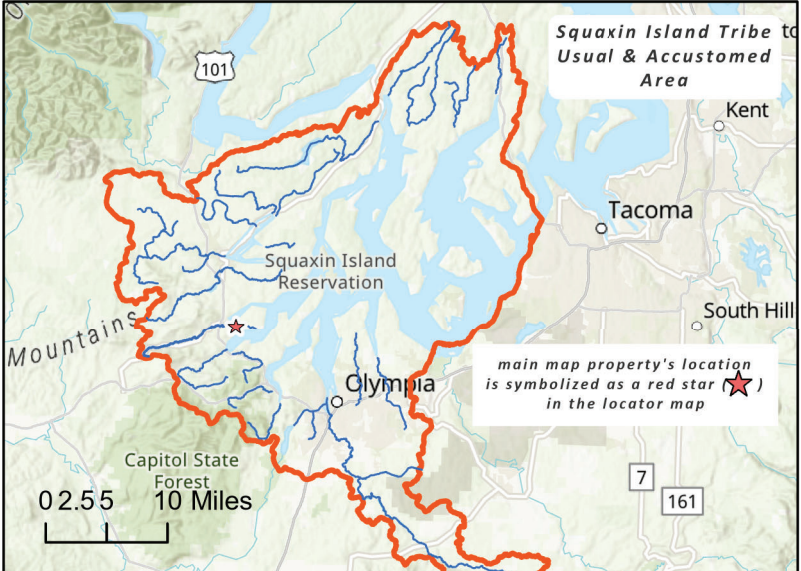 Squaxin Island Tribe
Usual & Accustomed
Area
to
101
Kent
Tacoma
Squaxin Island
Reservation
South Hill
Mountains
main map property's location
is symbolized as a red star ( )
in the locator map
Olympia
Capitol State
Forest
7
161
0 2.5 5 10 Miles